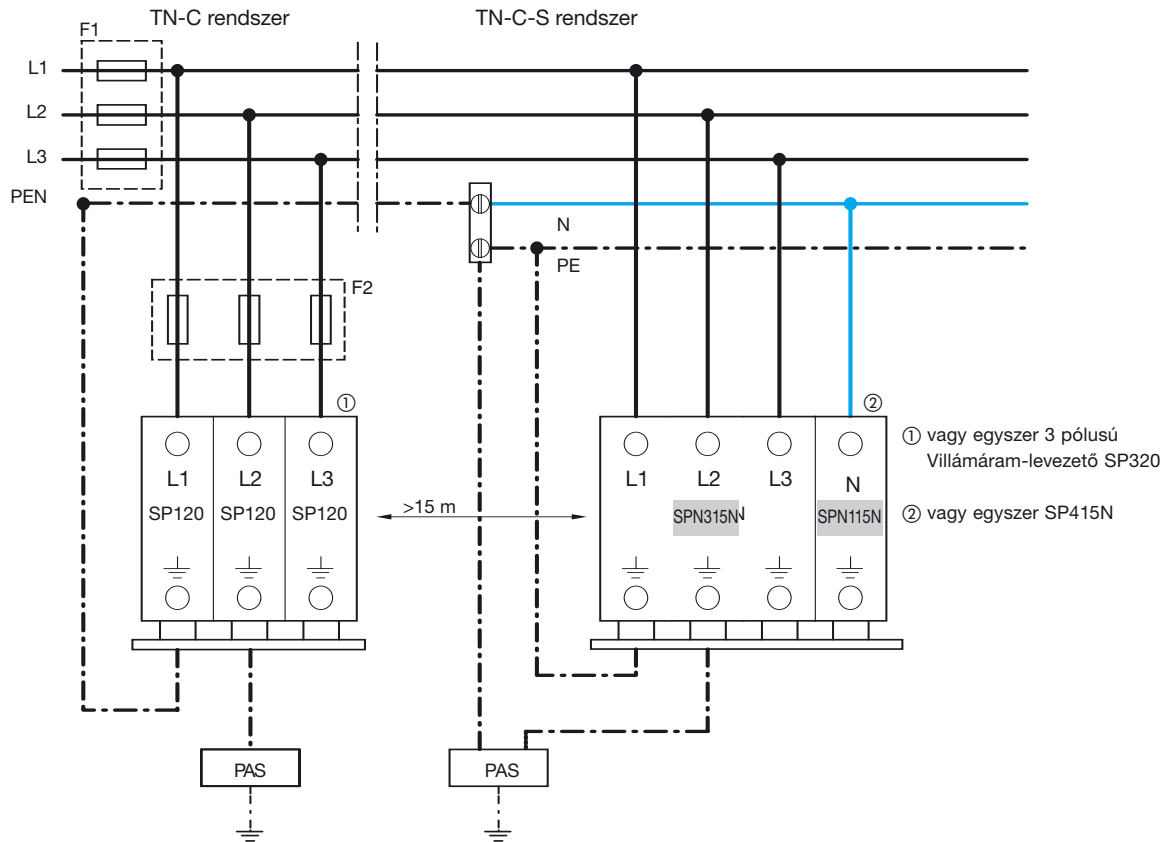 TN-C rendszer
TN-C-S rendszer
F1
L1
L2
L3
PEN
N
PE
F2
①
②
L1 L2 L3
SP120 SP120 SP120
>15 m
L1 L2 L3 N
SPN315N SPN115N
① vagy egyszer 3 pólusú
Villámáram-levezető SP320
② vagy egyszer SP415N
PAS
PAS